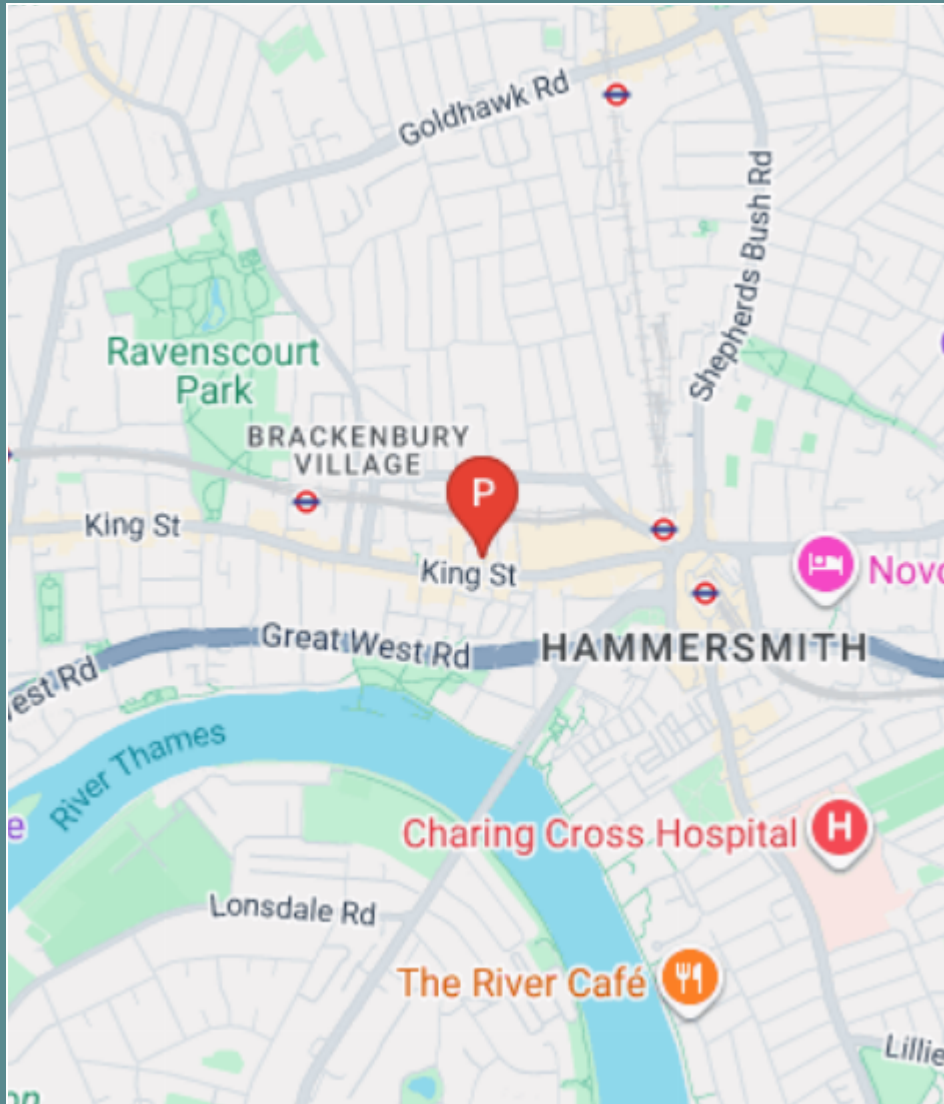 Goldhawk Rd
Shepherds Bush Rd
Ravenscourt
Park
BRACKENBURY
VILLAGE
P
King St
King St
Novo
Great West Rd
HAMMERSMITH
est Rd
River Thames
e
Charing Cross Hospital
H
Lonsdale Rd
The River Café
Lillie
on